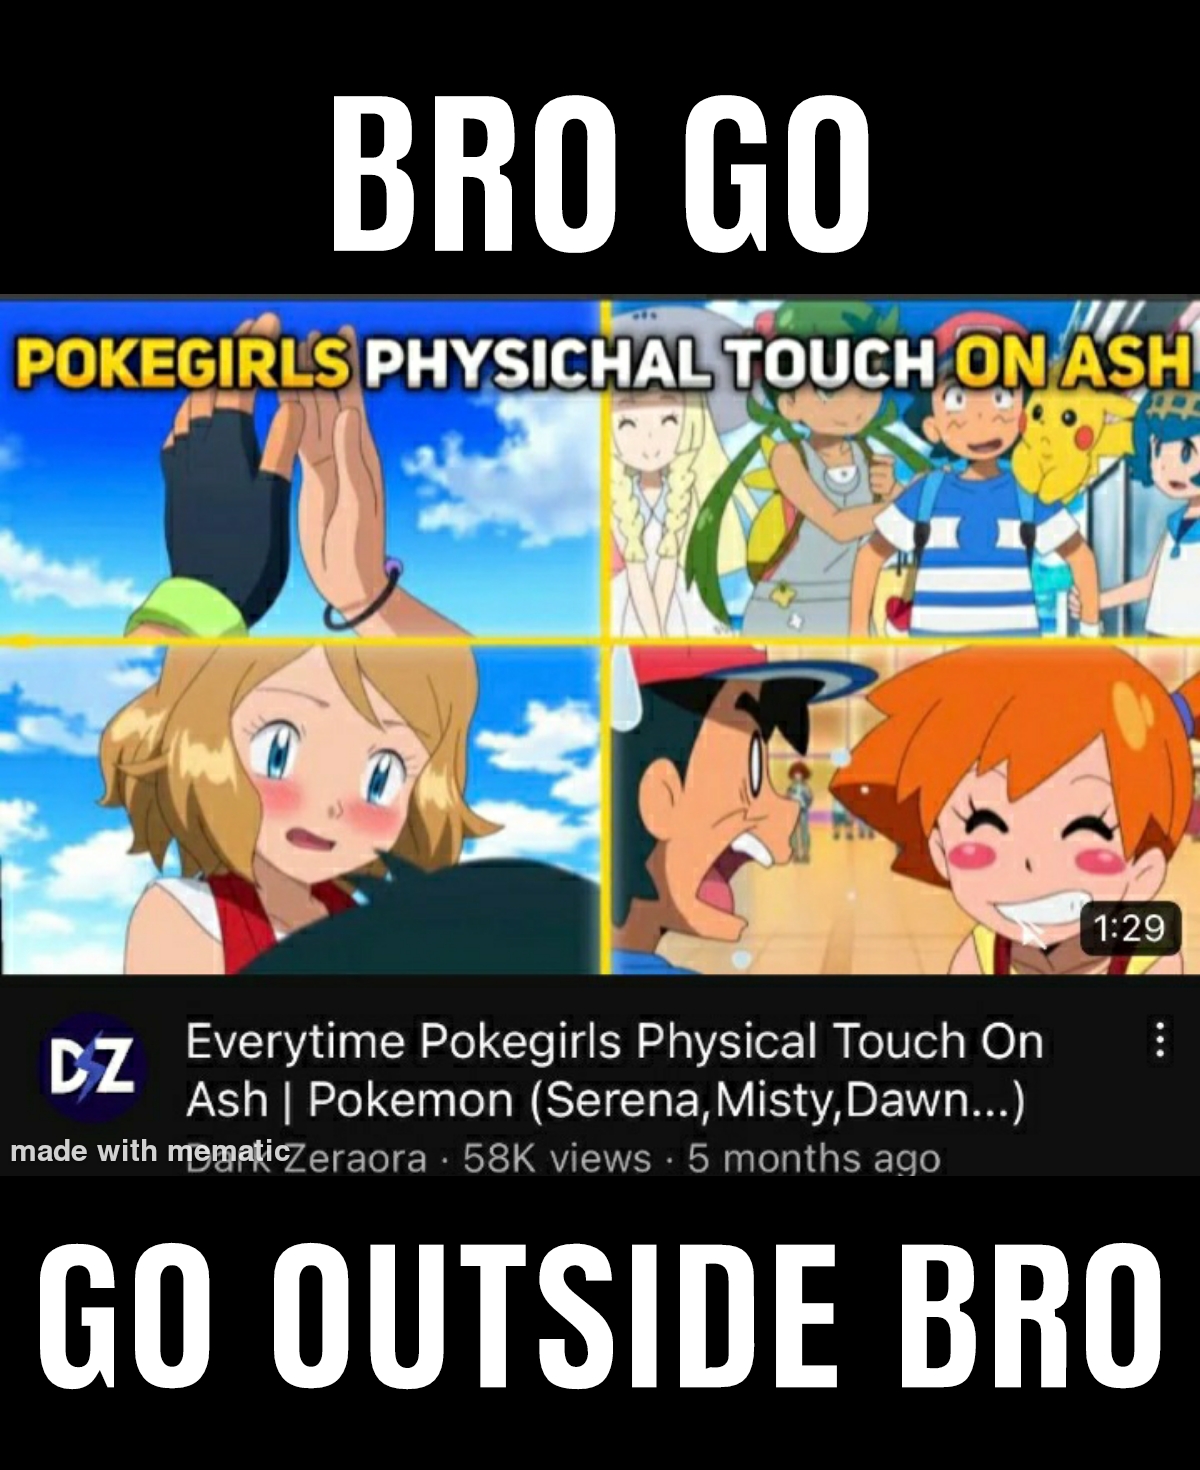 BRO GO
POKEGIRLS PHYSICHAL TOUCH ON ASH
1:29
DZ
Everytime Pokegirls Physical Touch On
Ash | Pokemon (Serena,Misty,Dawn...)
made with mematic
Dark Zeraora · 58K views · 5 months ago
GO OUTSIDE BRO